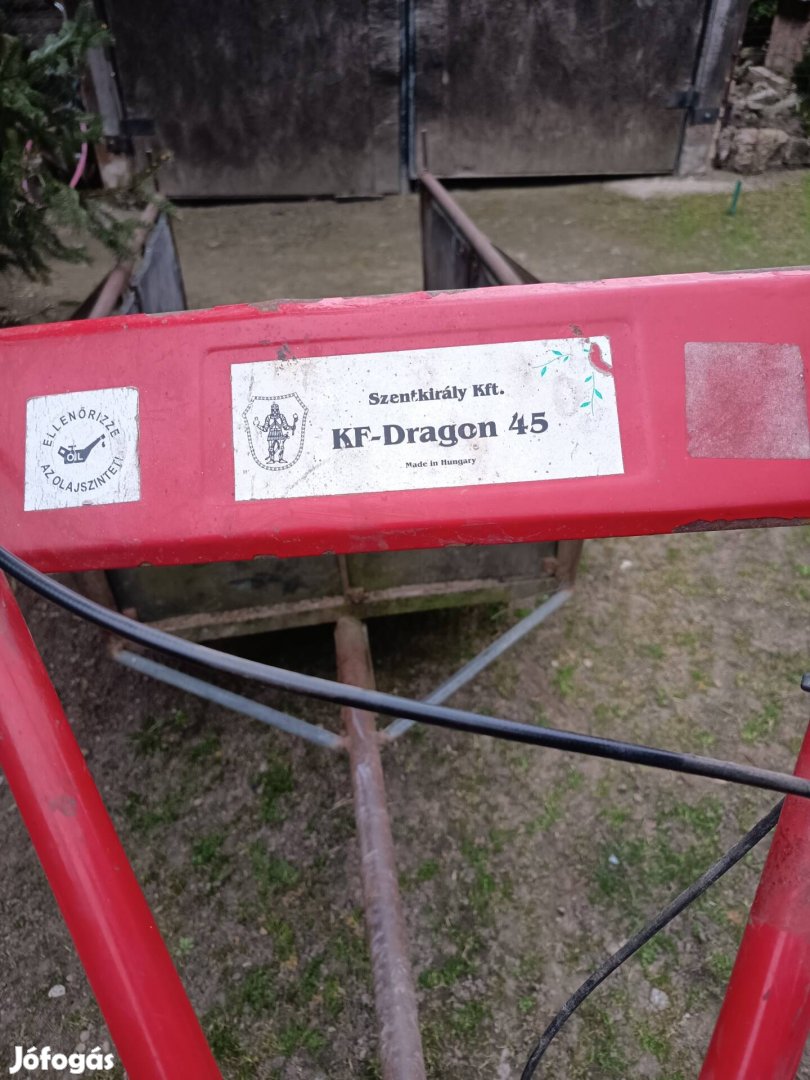 ELLENŐRIZZE
OIL
AZ OLAJSZINTET!
Szentkirály Kft.
KF-Dragon 45
Made in Hungary
Jófogás